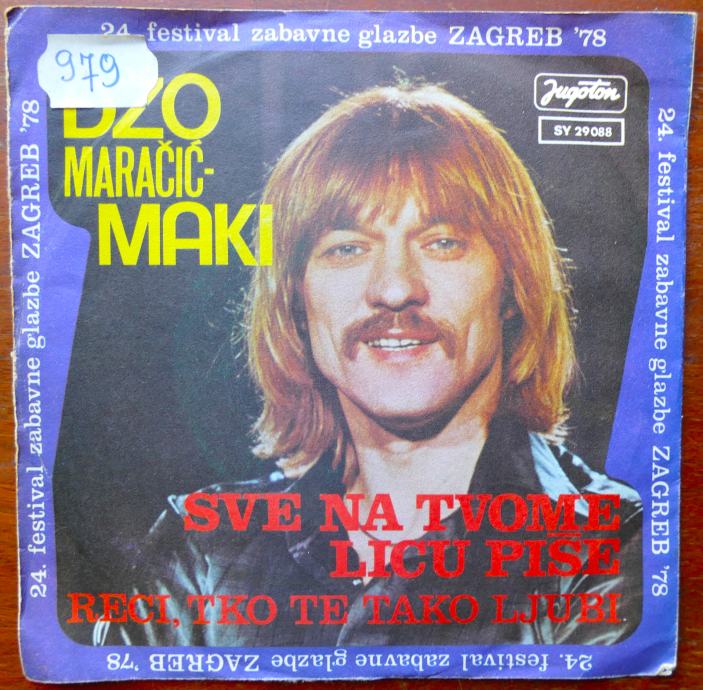 24. festival zabavne glazbe ZAGREB '78
979
DŽO
MARAČIĆ-
MAKI
Jugoton
SY 29088
24. festival zabavne glazbe ZAGREB '78
24. festival zabavne glazbe ZAGREB '78
SVE NA TVOME
LICU PIŠE
RECI, TKO TE TAKO LJUBI
24. festival zabavne glazbe ZAGREB '78